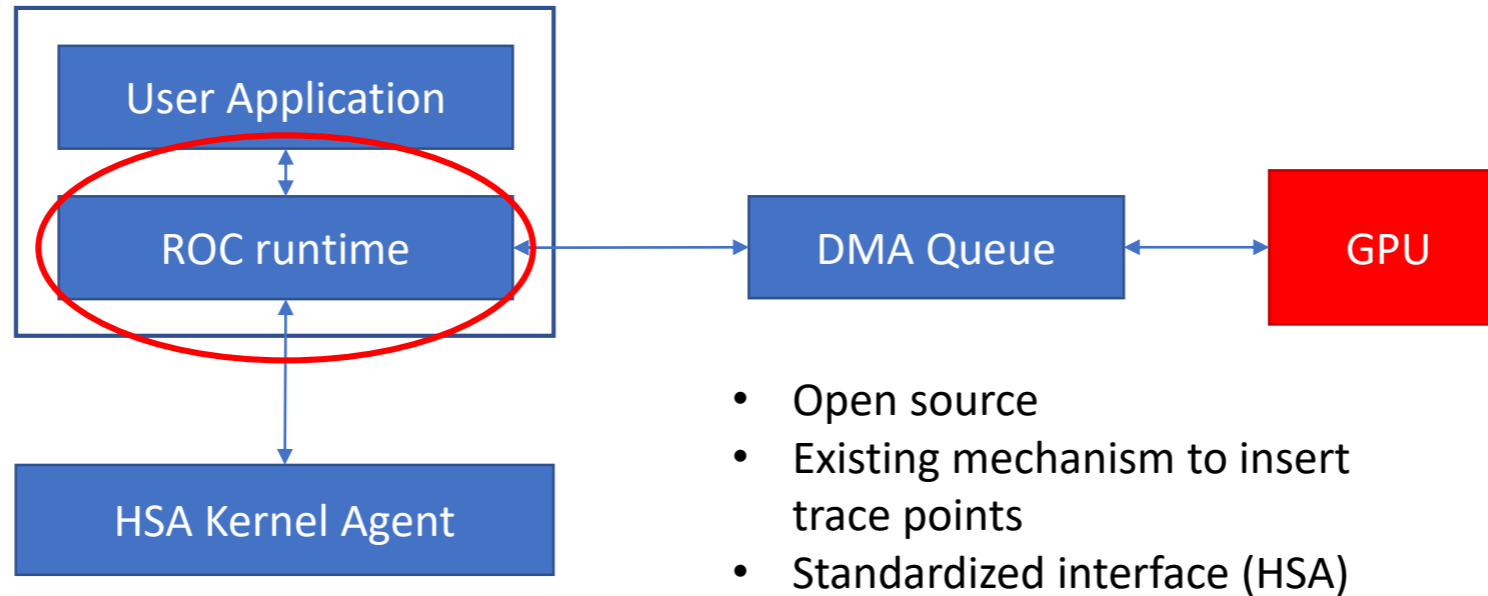 User Application
ROC runtime
DMA Queue
GPU
HSA Kernel Agent
• Open source
• Existing mechanism to insert
trace points
• Standardized interface (HSA)